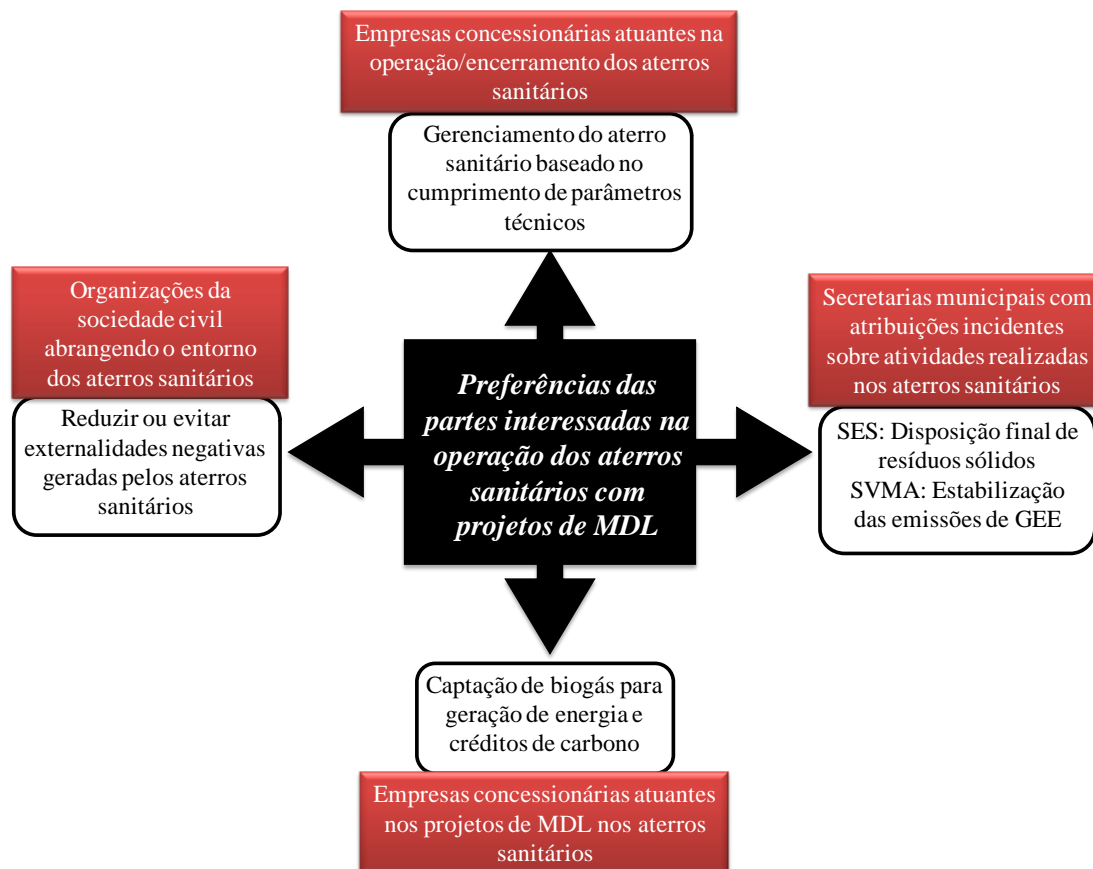 Empresas concessionárias atuantes na
operação/encerramento dos aterros
sanitários
Gerenciamento do aterro
sanitário baseado no
cumprimento de parâmetros
técnicos
Organizações da
sociedade civil
abrangendo o entorno
dos aterros sanitários
Reduzir ou evitar
externalidades negativas
geradas pelos aterros
sanitários
Preferências das
partes interessadas na
operação dos aterros
sanitários com
projetos de MDL
Secretarias municipais com
atribuições incidentes
sobre atividades realizadas
nos aterros sanitários
SES: Disposição final de
resíduos sólidos
SVMA: Estabilização
das emissões de GEE
Captação de biogás para
geração de energia e
créditos de carbono
Empresas concessionárias atuantes
nos projetos de MDL nos aterros
sanitários